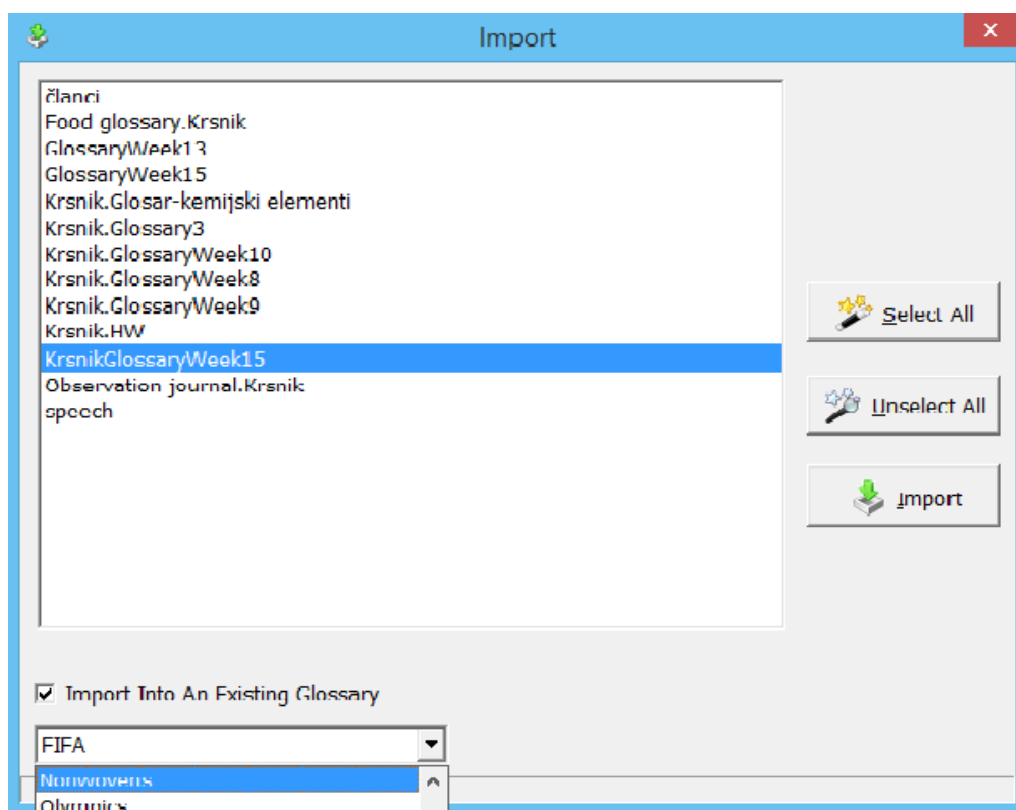 Import
članci
Food glossary.Krsnik
GlossaryWeek13
GlossaryWeek15
Krsnik.Glosar-kemijski elementi
Krsnik.Glossary3
Krsnik.GlossaryWeek10
Krsnik.GlossaryWeek8
Krsnik.GlossaryWeek9
Krsnik.HW
KrsnikGlossaryWeek15
Observation journal.Krsnik
speech
Select All
Unselect All
Import
Import Into An Existing Glossary
FIFA
Nonwovens
Olympics